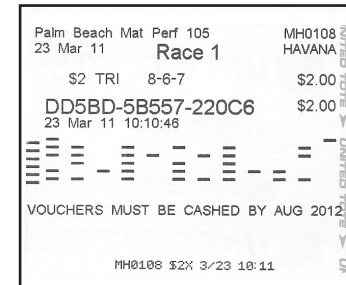 Palm Beach Mat Perf 105 MH0108
23 Mar 11 Race 1 HAVANA
$2 TRI 8-6-7 $2.00
DD5BD-5B557-220C6 $2.00
23 Mar 11 10:10:46
VOUCHERS MUST BE CASHED BY AUG 2012
MH0108 $2X 3/23 10:11
UNITED TOTE